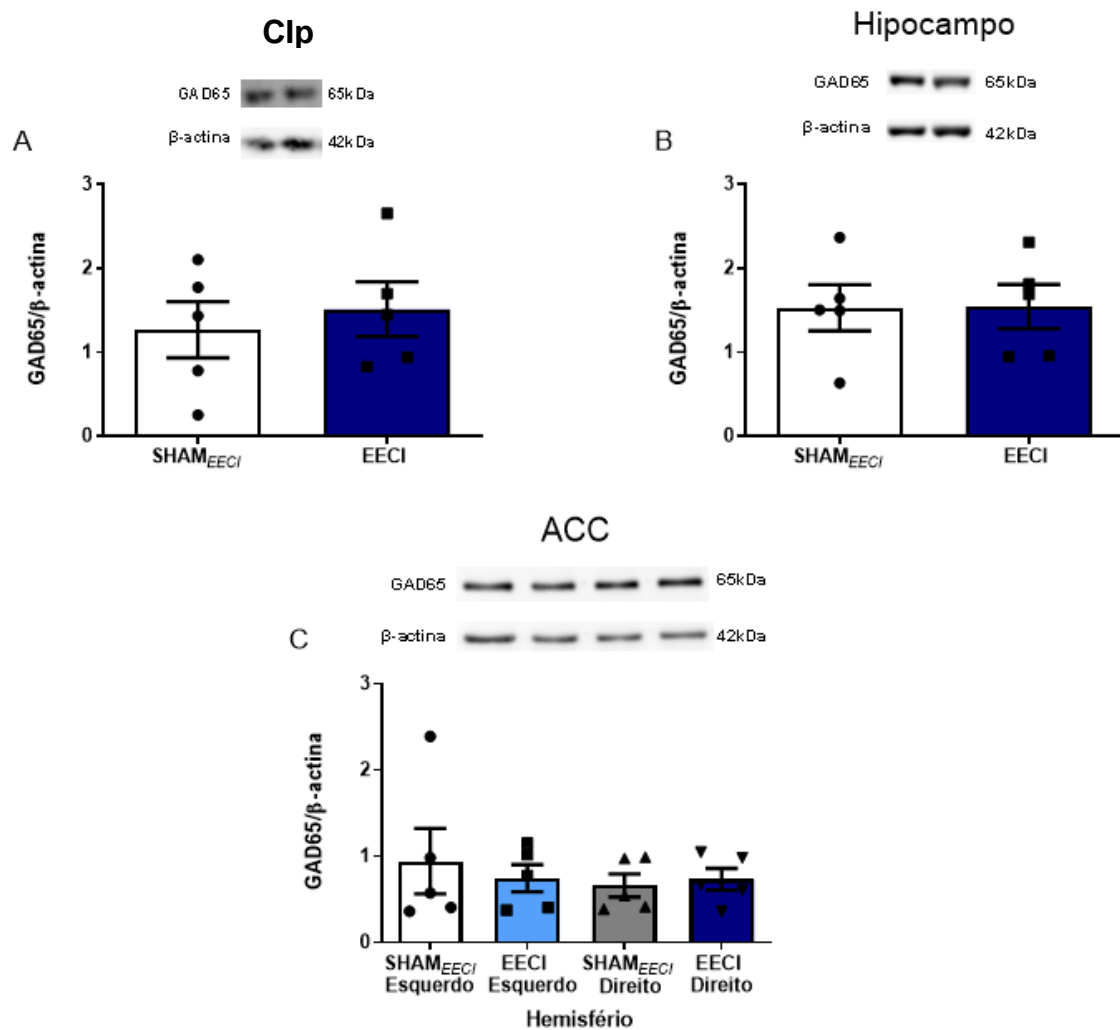 CIp
GAD65 65kDa
β-actina 42kDa
A
3
2
1
0
GAD65/β-actina
SHAMEECI EECI
Hipocampo
GAD65 65kDa
β-actina 42kDa
B
3
2
1
0
GAD65/β-actina
SHAMEECI EECI
ACC
GAD65 65kDa
β-actina 42kDa
C
3
2
1
0
GAD65/β-actina
SHAMEECI EECI SHAMEECI EECI
Esquerdo Esquerdo Direito Direito
Hemisfério